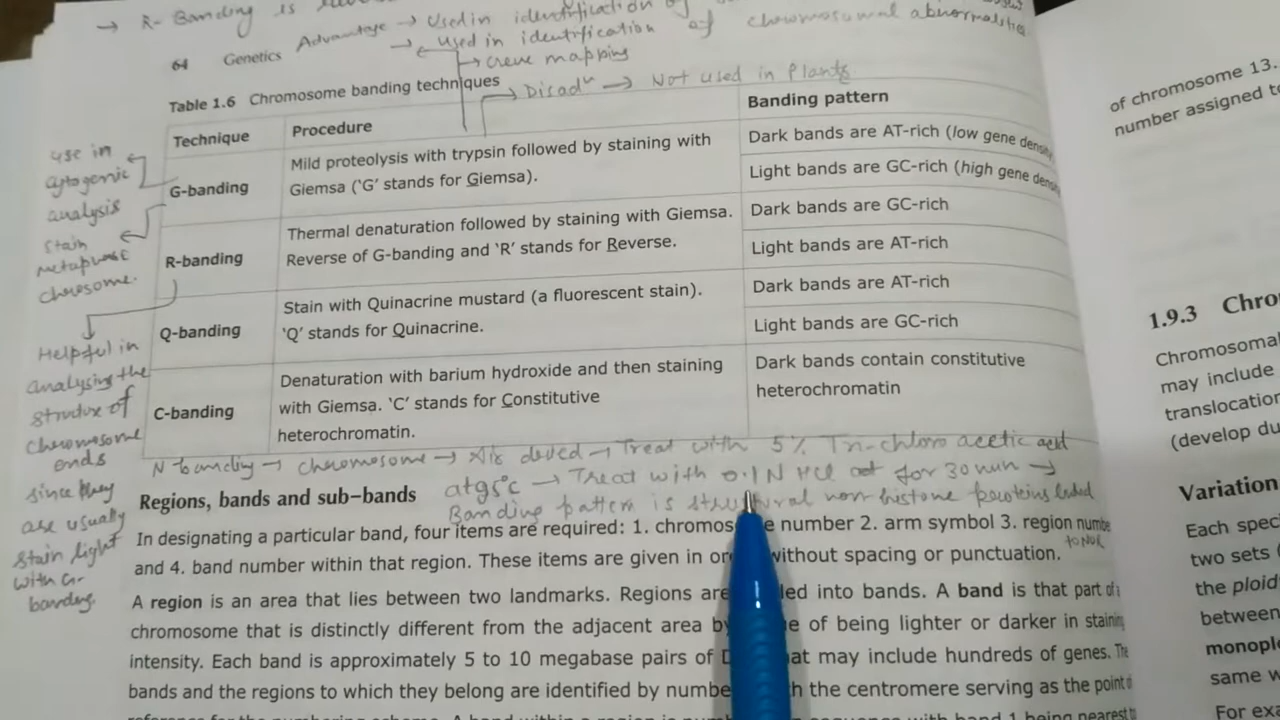 → R- Banding is
Advantage → Used in identification of
→ Used in identification of chromosomal abnormalitie
→ Gene mapping
64 Genetics
→ Disadv → Not used in Plants
Table 1.6 Chromosome banding techniques
Technique Procedure Banding pattern
G-banding Mild proteolysis with trypsin followed by staining with Dark bands are AT-rich (low gene density
Giemsa (‘G’ stands for Giemsa). Light bands are GC-rich (high gene dens
R-banding Thermal denaturation followed by staining with Giemsa. Dark bands are GC-rich
Reverse of G-banding and ‘R’ stands for Reverse. Light bands are AT-rich
Q-banding Stain with Quinacrine mustard (a fluorescent stain). Dark bands are AT-rich
‘Q’ stands for Quinacrine. Light bands are GC-rich
C-banding Denaturation with barium hydroxide and then staining Dark bands contain constitutive
with Giemsa. ‘C’ stands for Constitutive heterochromatin
heterochromatin.
use in
cytogenic
analysis
stain
metaphase
chrosome.
Helpful in
analysing the
strudure of
chromosome
ends
since they
are usually
stain light
with G-
banding
N banding → chromosome → Air dried → Treat with 5% Tri-chloro acetic acid
at 95°c → Treat with 0.1 N HCl at for 30 min →
Banding pattern is structural non histone proteins linked
to NOR
Regions, bands and sub-bands
In designating a particular band, four items are required: 1. chromos e number 2. arm symbol 3. region numbe
and 4. band number within that region. These items are given in or without spacing or punctuation.
A region is an area that lies between two landmarks. Regions are ded into bands. A band is that part of a
chromosome that is distinctly different from the adjacent area b e of being lighter or darker in staining
intensity. Each band is approximately 5 to 10 megabase pairs of D at may include hundreds of genes. The
bands and the regions to which they belong are identified by numbe h the centromere serving as the point of
of chromosome 13.
number assigned to
1.9.3 Chro
Chromosomal
may include
translocation
(develop du
Variation
Each spec
two sets (
the ploid
between
monople
same w
For exa